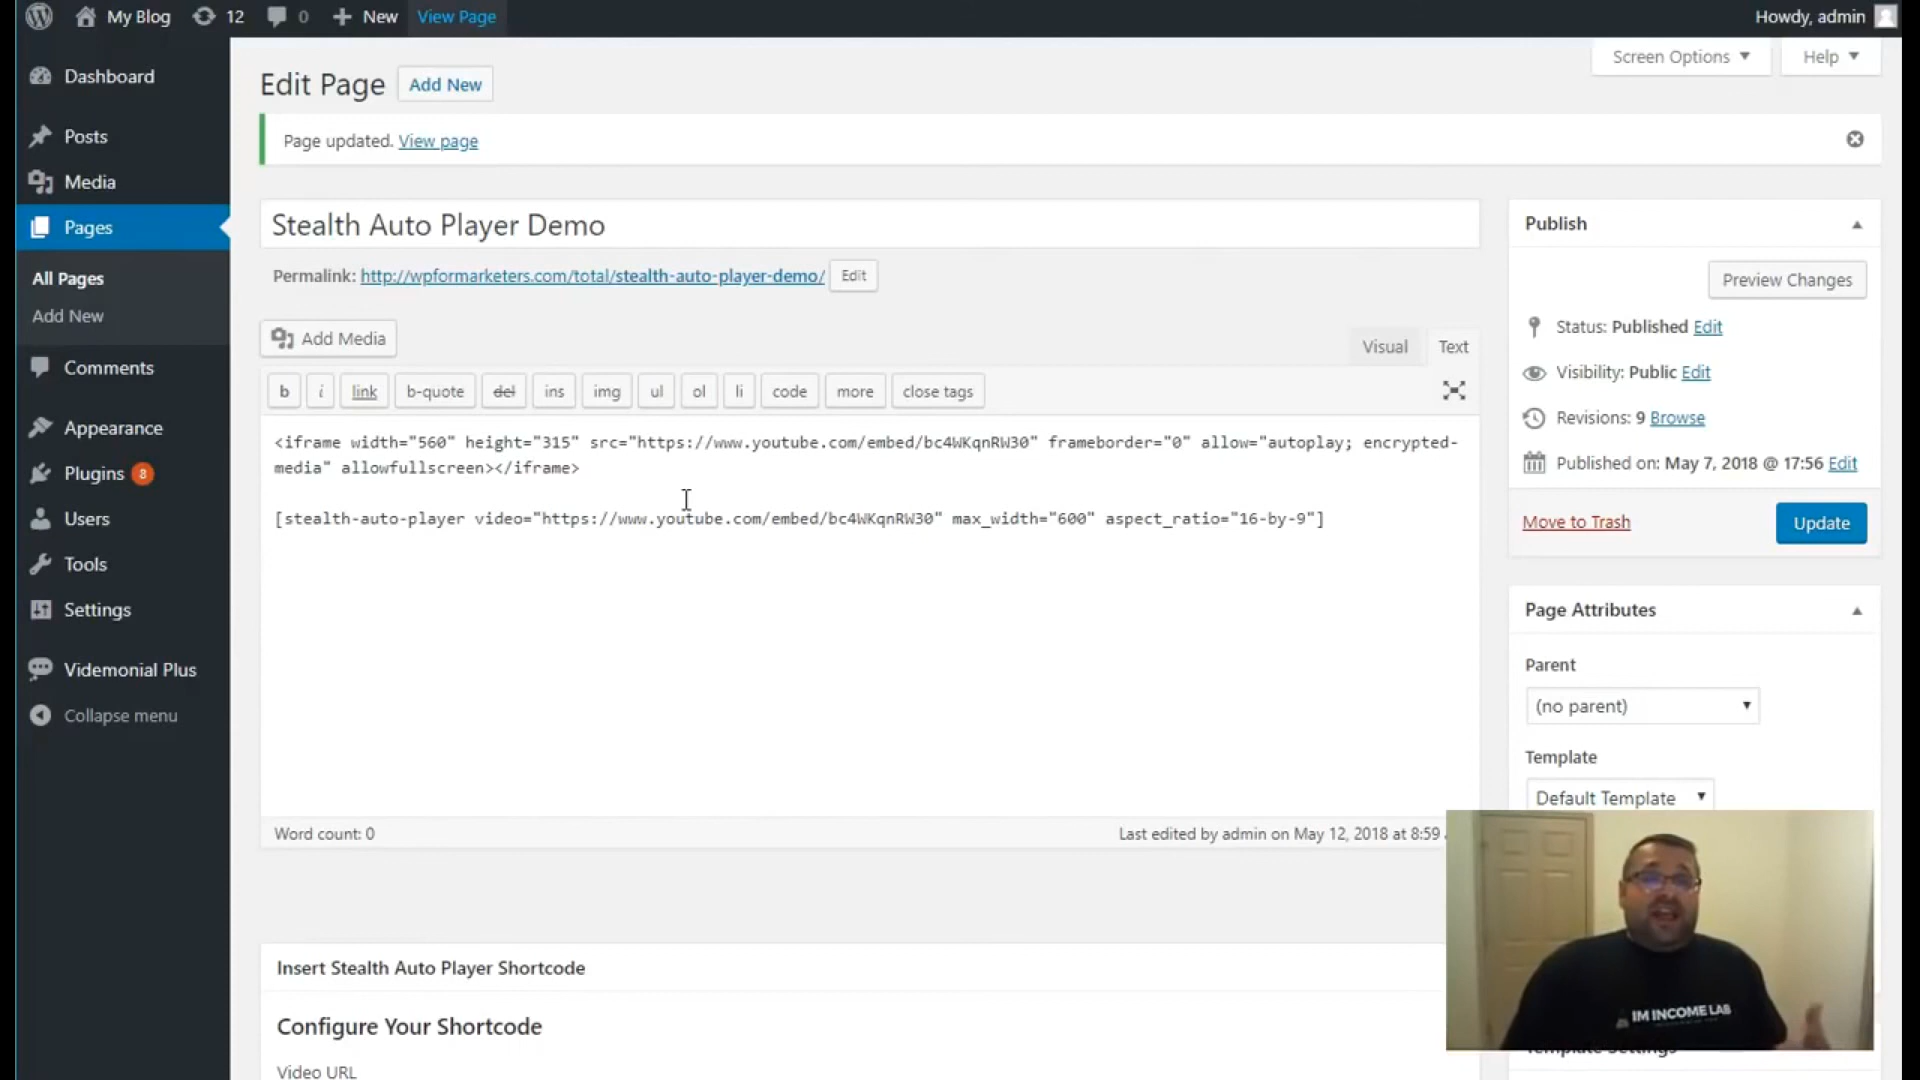 My Blog 12 0 New View Page Howdy, admin
Screen Options Help
Dashboard
Posts
Media
Pages
All Pages
Add New
Comments
Appearance
Plugins 8
Users
Tools
Settings
Videmonial Plus
Collapse menu
Edit Page Add New
Page updated. View page
Stealth Auto Player Demo
Permalink: http://wpformarketers.com/total/stealth-auto-player-demo/ Edit
Add Media Visual Text
b i link b-quote del ins img ul ol li code more close tags
<iframe width="560" height="315" src="https://www.youtube.com/embed/bc4WKqnRW30" frameborder="0" allow="autoplay; encrypted-
media" allowfullscreen></iframe>
[stealth-auto-player video="https://www.youtube.com/embed/bc4WKqnRW30" max_width="600" aspect_ratio="16-by-9"]
Word count: 0 Last edited by admin on May 12, 2018 at 8:59
Insert Stealth Auto Player Shortcode
Configure Your Shortcode
Video URL
Publish
Preview Changes
Status: Published Edit
Visibility: Public Edit
Revisions: 9 Browse
Published on: May 7, 2018 @ 17:56 Edit
Move to Trash Update
Page Attributes
Parent
(no parent)
Template
Default Template
IM INCOME LAB
Template Settings